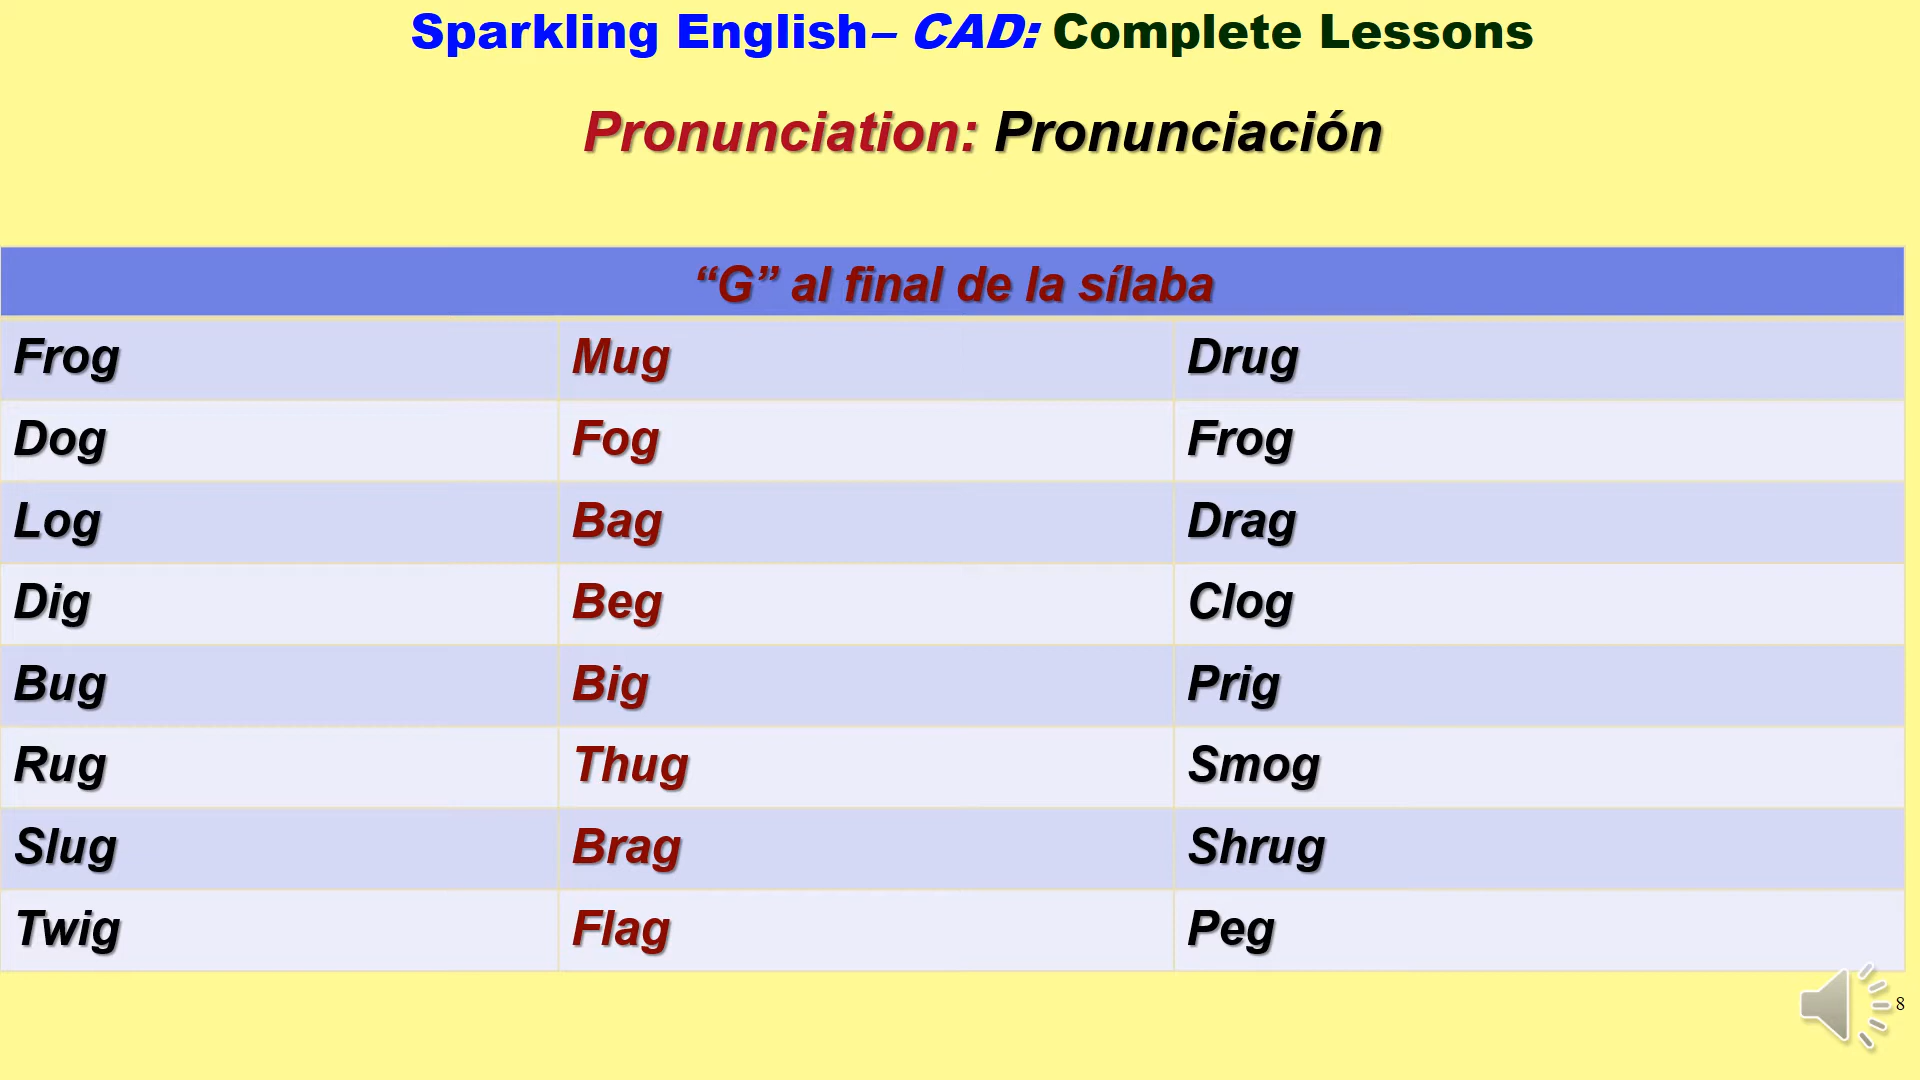 Sparkling English– CAD: Complete Lessons
Pronunciation: Pronunciación
“G” al final de la sílaba
Frog Mug Drug
Dog Fog Frog
Log Bag Drag
Dig Beg Clog
Bug Big Prig
Rug Thug Smog
Slug Brag Shrug
Twig Flag Peg
8